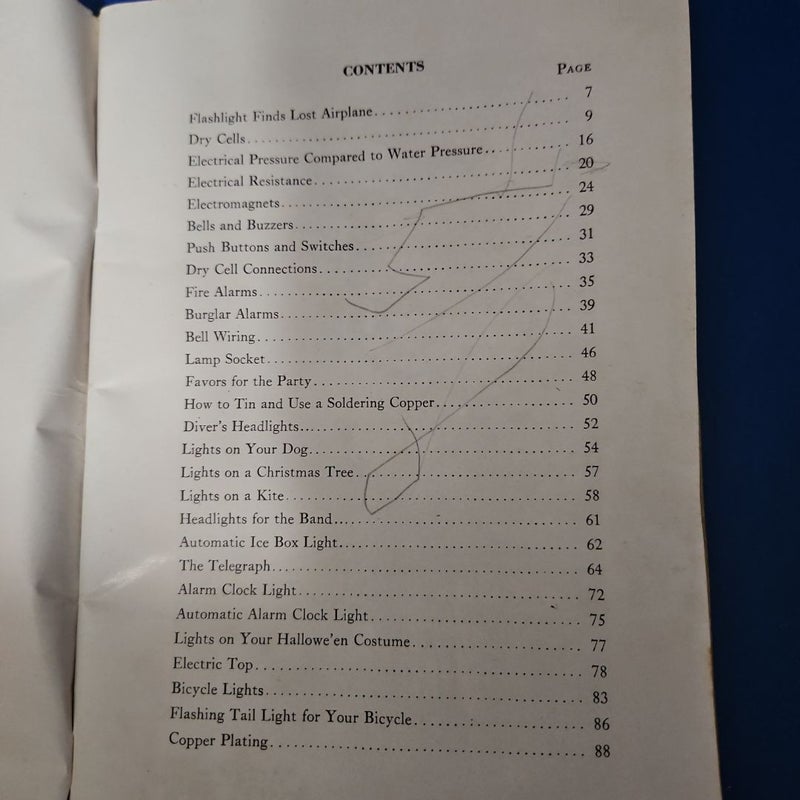 CONTENTS
PAGE
Flashlight Finds Lost Airplane 7
Dry Cells 9
Electrical Pressure Compared to Water Pressure 16
Electrical Resistance 20
Electromagnets 24
Bells and Buzzers 29
Push Buttons and Switches 31
Dry Cell Connections 33
Fire Alarms 35
Burglar Alarms 39
Bell Wiring 41
Lamp Socket 46
Favors for the Party 48
How to Tin and Use a Soldering Copper 50
Diver's Headlights 52
Lights on Your Dog 54
Lights on a Christmas Tree 57
Lights on a Kite 58
Headlights for the Band 61
Automatic Ice Box Light 62
The Telegraph 64
Alarm Clock Light 72
Automatic Alarm Clock Light 75
Lights on Your Hallowe'en Costume 77
Electric Top 78
Bicycle Lights 83
Flashing Tail Light for Your Bicycle 86
Copper Plating 88